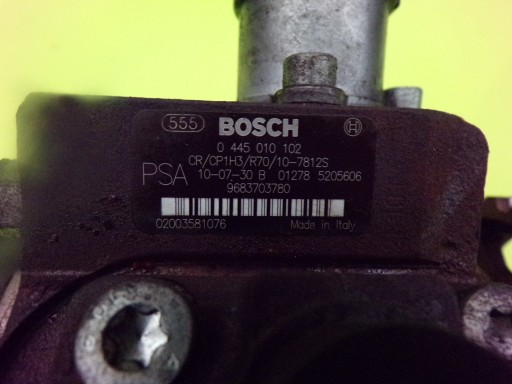 555 BOSCH
0 445 010 102
CR/CP1H3/R70/10-7812S
PSA 10-07-30 B 01278 5205606
9683703780
02003581076 Made in Italy